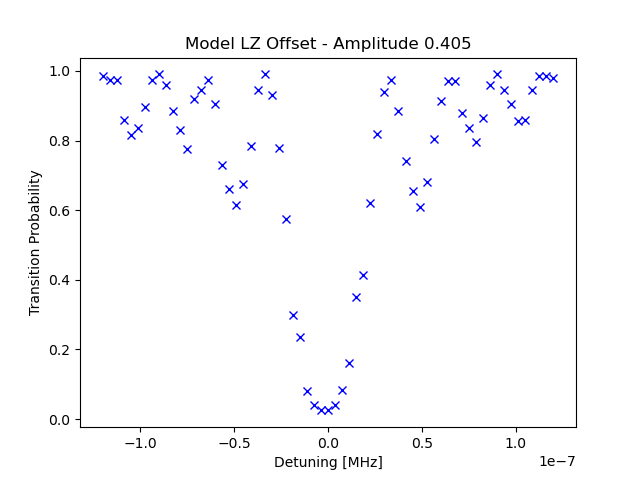 Model LZ Offset - Amplitude 0.405
Transition Probability
1.0
0.8
0.6
0.4
0.2
0.0
−1.0 −0.5 0.0 0.5 1.0
1e−7
Detuning [MHz]